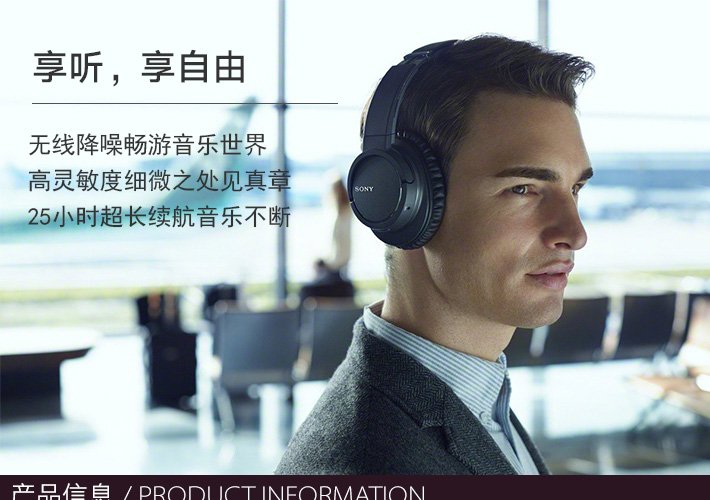 享听，享自由
无线降噪畅游音乐世界
高灵敏度细微之处见真章
25小时超长续航音乐不断
SONY
产品信息 / PRODUCT INFORMATION